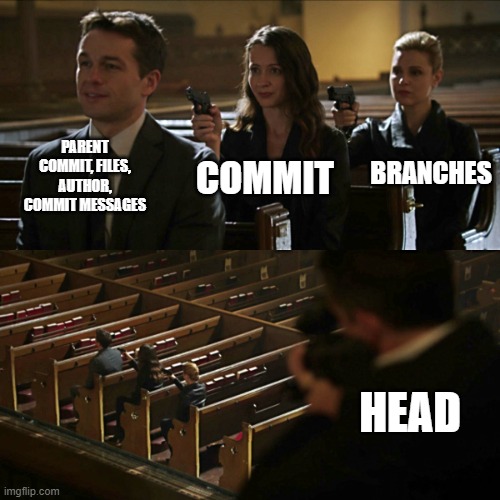 PARENT
COMMIT, FILES,
AUTHOR,
COMMIT MESSAGES
COMMIT
BRANCHES
HEAD
imgflip.com